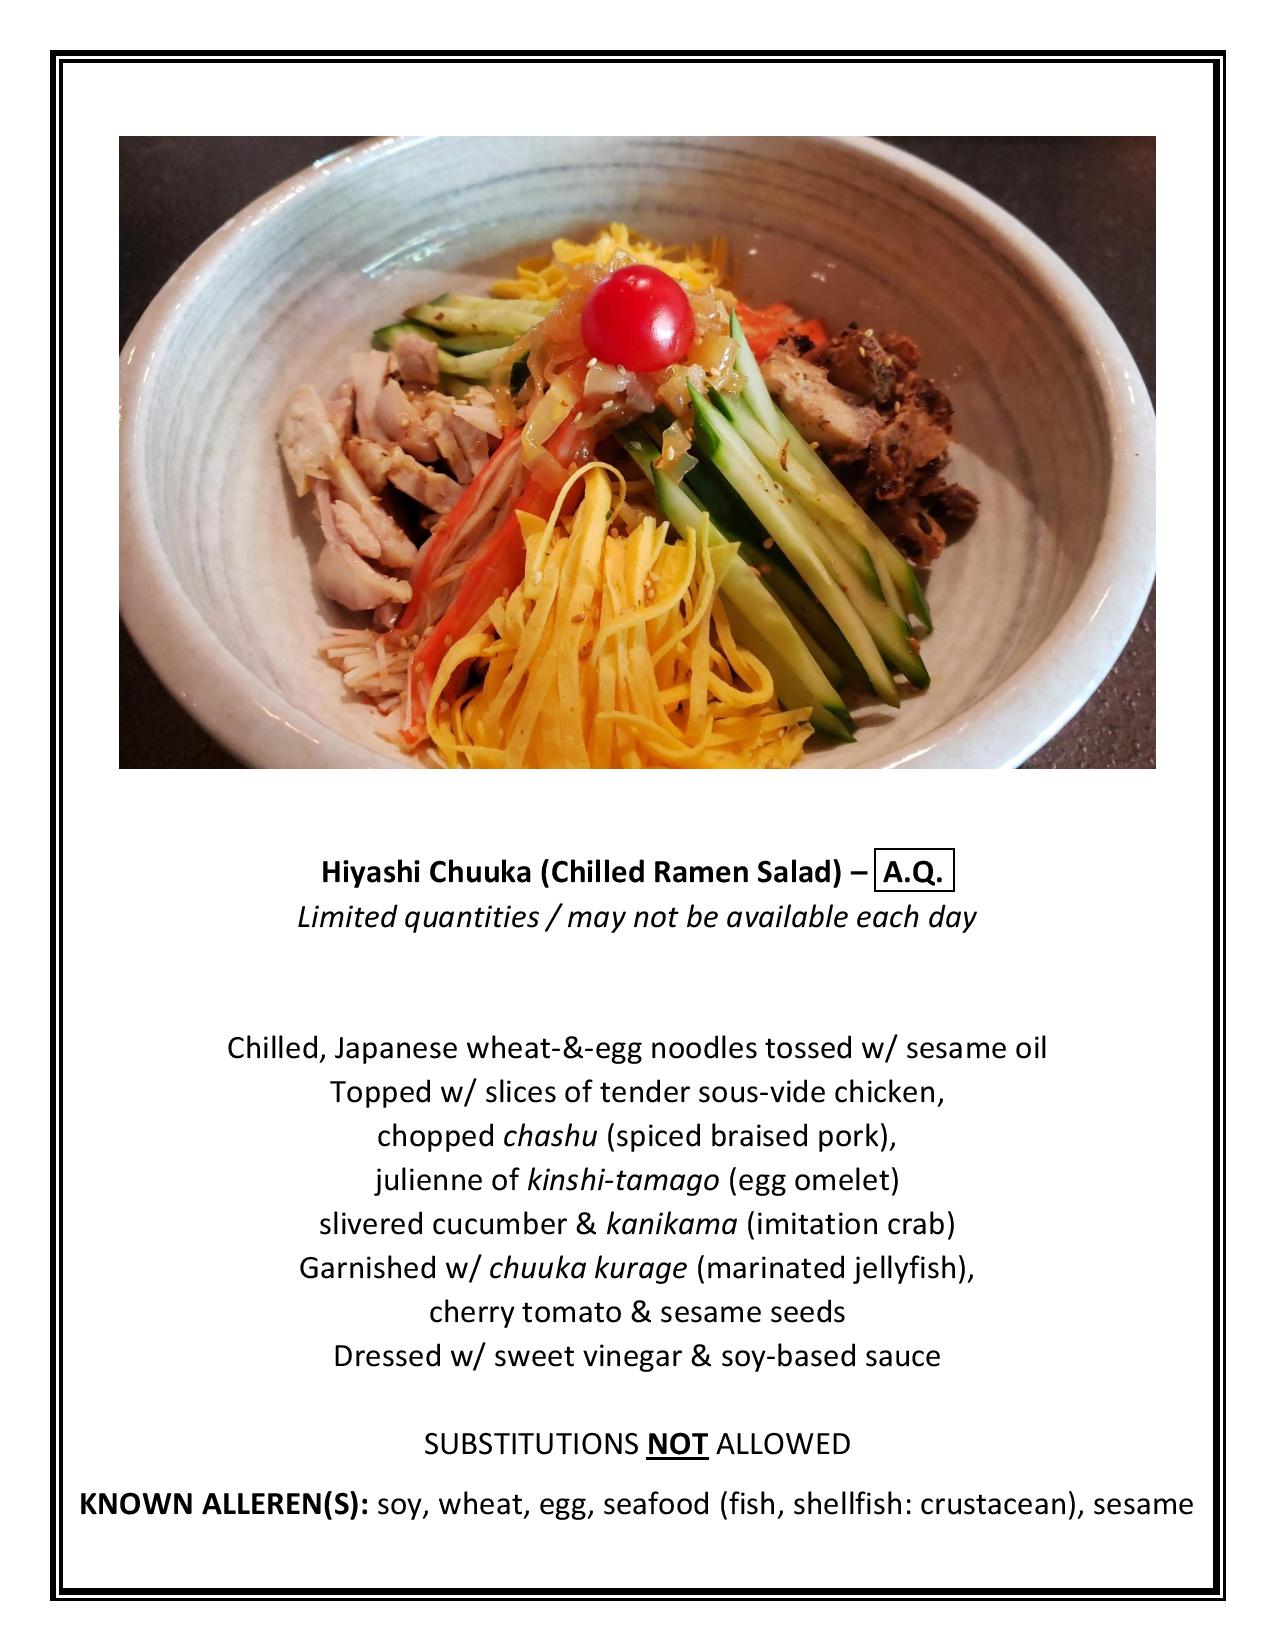 Hiyashi Chuuka (Chilled Ramen Salad) – A.Q.
Limited quantities / may not be available each day
Chilled, Japanese wheat-&-egg noodles tossed w/ sesame oil
Topped w/ slices of tender sous-vide chicken,
chopped chashu (spiced braised pork),
julienne of kinshi-tamago (egg omelet)
slivered cucumber & kanikama (imitation crab)
Garnished w/ chuuka kurage (marinated jellyfish),
cherry tomato & sesame seeds
Dressed w/ sweet vinegar & soy-based sauce
SUBSTITUTIONS NOT ALLOWED
KNOWN ALLEREN(S): soy, wheat, egg, seafood (fish, shellfish: crustacean), sesame